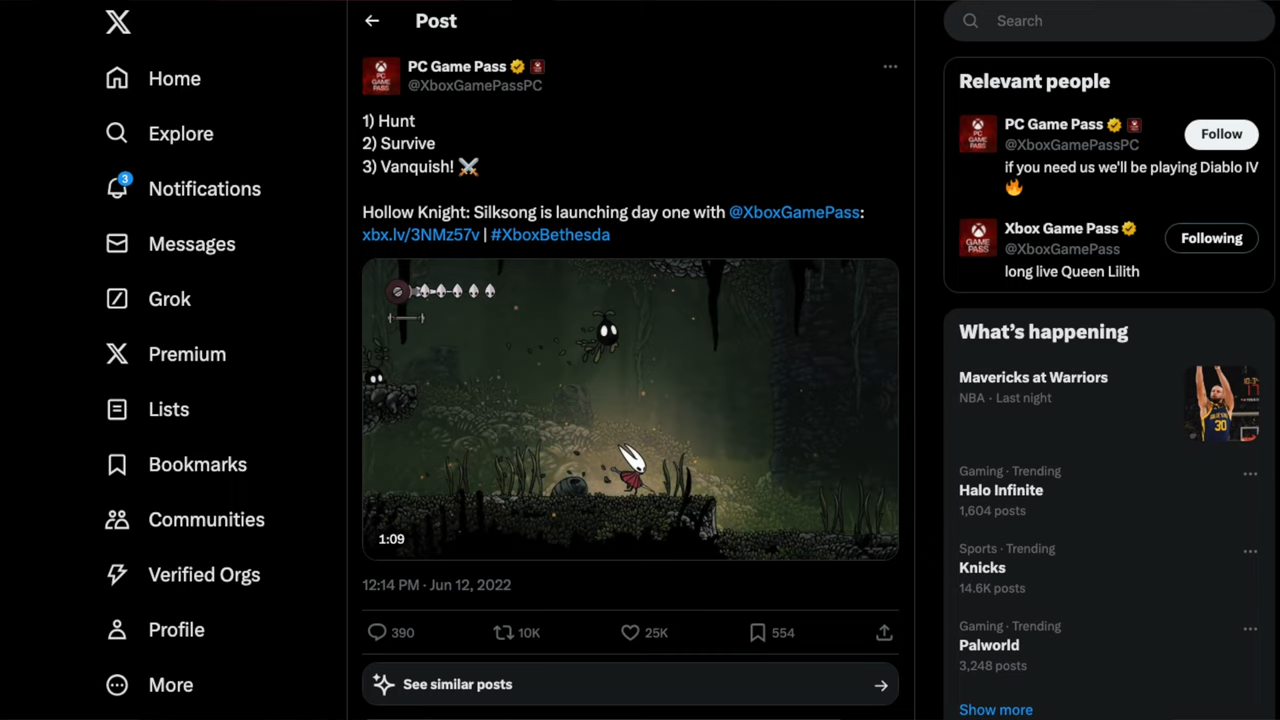 Home
Explore
3
Notifications
Messages
Grok
Premium
Lists
Bookmarks
Communities
Verified Orgs
Profile
More
Post
PC Game Pass
@XboxGamePassPC
1) Hunt
2) Survive
3) Vanquish! ⚔️
Hollow Knight: Silksong is launching day one with @XboxGamePass:
xbx.lv/3NMz57v | #XboxBethesda
1:09
12:14 PM · Jun 12, 2022
390
10K
25K
554
See similar posts
Search
Relevant people
PC Game Pass
@XboxGamePassPC
Follow
if you need us we'll be playing Diablo IV
🔥
Xbox Game Pass
@XboxGamePass
Following
long live Queen Lilith
What's happening
Mavericks at Warriors
NBA · Last night
30
Gaming · Trending
Halo Infinite
1,604 posts
Sports · Trending
Knicks
14.6K posts
Gaming · Trending
Palworld
3,248 posts
Show more